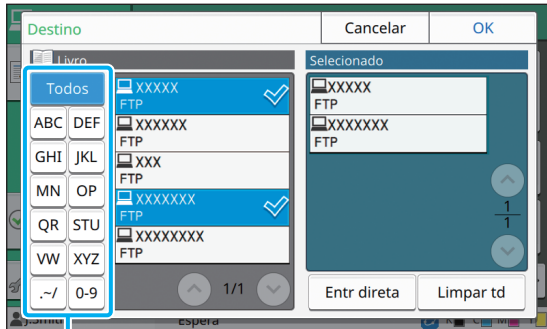 Destino
Cancelar
OK
Livro
Selecionado
Todos
ABC DEF
GHI JKL
MN OP
QR STU
VW XYZ
.~/ 0-9
XXXXX
FTP
XXXXXX
FTP
XXX
FTP
XXXXXXX
FTP
XXXXXXXX
FTP
1/1
XXXXX
FTP
XXXXXXX
FTP
1
1
Entr direta
Limpar td
J.Smith
Espera